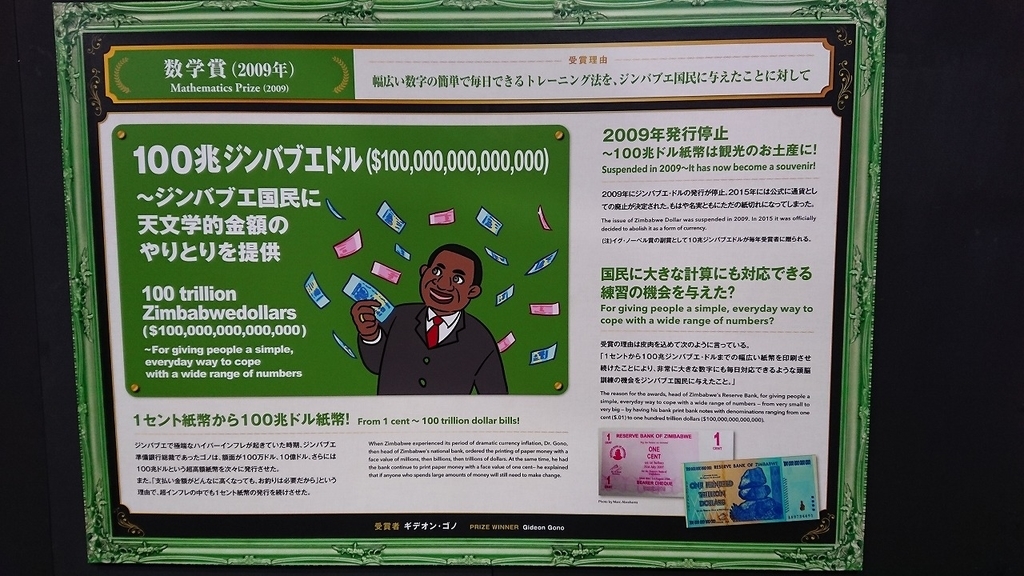 数学賞(2009年)
Mathematics Prize (2009)
受賞理由
幅広い数字の簡単で毎日できるトレーニング法を、ジンバブエ国民に与えたことに対して
100兆ジンバブエドル($100,000,000,000,000)
～ジンバブエ国民に
天文学的金額の
やりとりを提供
100 trillion
Zimbabwedollars
($100,000,000,000,000)
~For giving people a simple,
everyday way to cope
with a wide range of numbers
1セント紙幣から100兆ドル紙幣! From 1 cent ~ 100 trillion dollar bills!
ジンバブエで極端なハイパーインフレが起きていた時期、ジンバブエ
準備銀行総裁であったゴノは、額面が100万ドル、10億ドル、さらには
100兆ドルという超高額紙幣を次々に発行させた。
また、「支払い金額がどんなに高くなっても、お釣りは必要だから」という
理由で、超インフレの中でも1セント紙幣の発行を続けさせた。
When Zimbabwe experienced its period of dramatic currency inflation, Dr. Gono,
then head of Zimbabwe's national bank, ordered the printing of paper money with a
face value of millions, then billions, then trillions of dollars. At the same time, he had
the bank continue to print paper money with a face value of one cent– he explained
that if anyone who spends large amounts of money will still need to make change.
2009年発行停止
～100兆ドル紙幣は観光のお土産に!
Suspended in 2009~It has now become a souvenir!
2009年にジンバブエ・ドルの発行が停止。2015年には公式に通貨とし
ての廃止が決定された。もはや名実ともにただの紙切れになってしまった。
The issue of Zimbabwe Dollar was suspended in 2009. In 2015 it was officially
decided to abolish it as a form of currency.
(注)イグ・ノーベル賞の副賞として10兆ジンバブエドルが毎年受賞者に贈られる。
国民に大きな計算にも対応できる
練習の機会を与えた?
For giving people a simple, everyday way to
cope with a wide range of numbers?
受賞の理由は皮肉を込めて次のように言っている。
「1セントから100兆ジンバブエ・ドルまでの幅広い紙幣を印刷させ
続けたことにより、非常に大きな数字にも毎日対応できるような頭脳
訓練の機会をジンバブエ国民に与えたこと。」
The reason for the awards, head of Zimbabwe's Reserve Bank, for giving people a
simple, everyday way to cope with a wide range of numbers -- from very small to
very big -- by having his bank print bank notes with denominations ranging from one
cent ($.01) to one hundred trillion dollars ($100,000,000,000,000).
RESERVE BANK OF ZIMBABWE
1
1
ONE
CENT
BEARER CHEQUE
1
RESERVE BANK OF ZIMBABWE
ONE HUNDRED
TRILLION
DOLLARS
受賞者 ギデオン・ゴノ PRIZE WINNER Gideon Gono